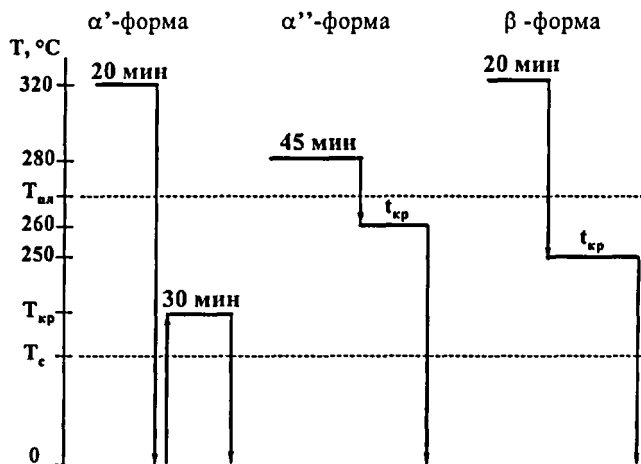 α’-форма α’’-форма β -форма
T, °C
20 мин 20 мин
320
45 мин
280
Tпл
tкр
260
tкр
250
30 мин
Tкр
Tс
0